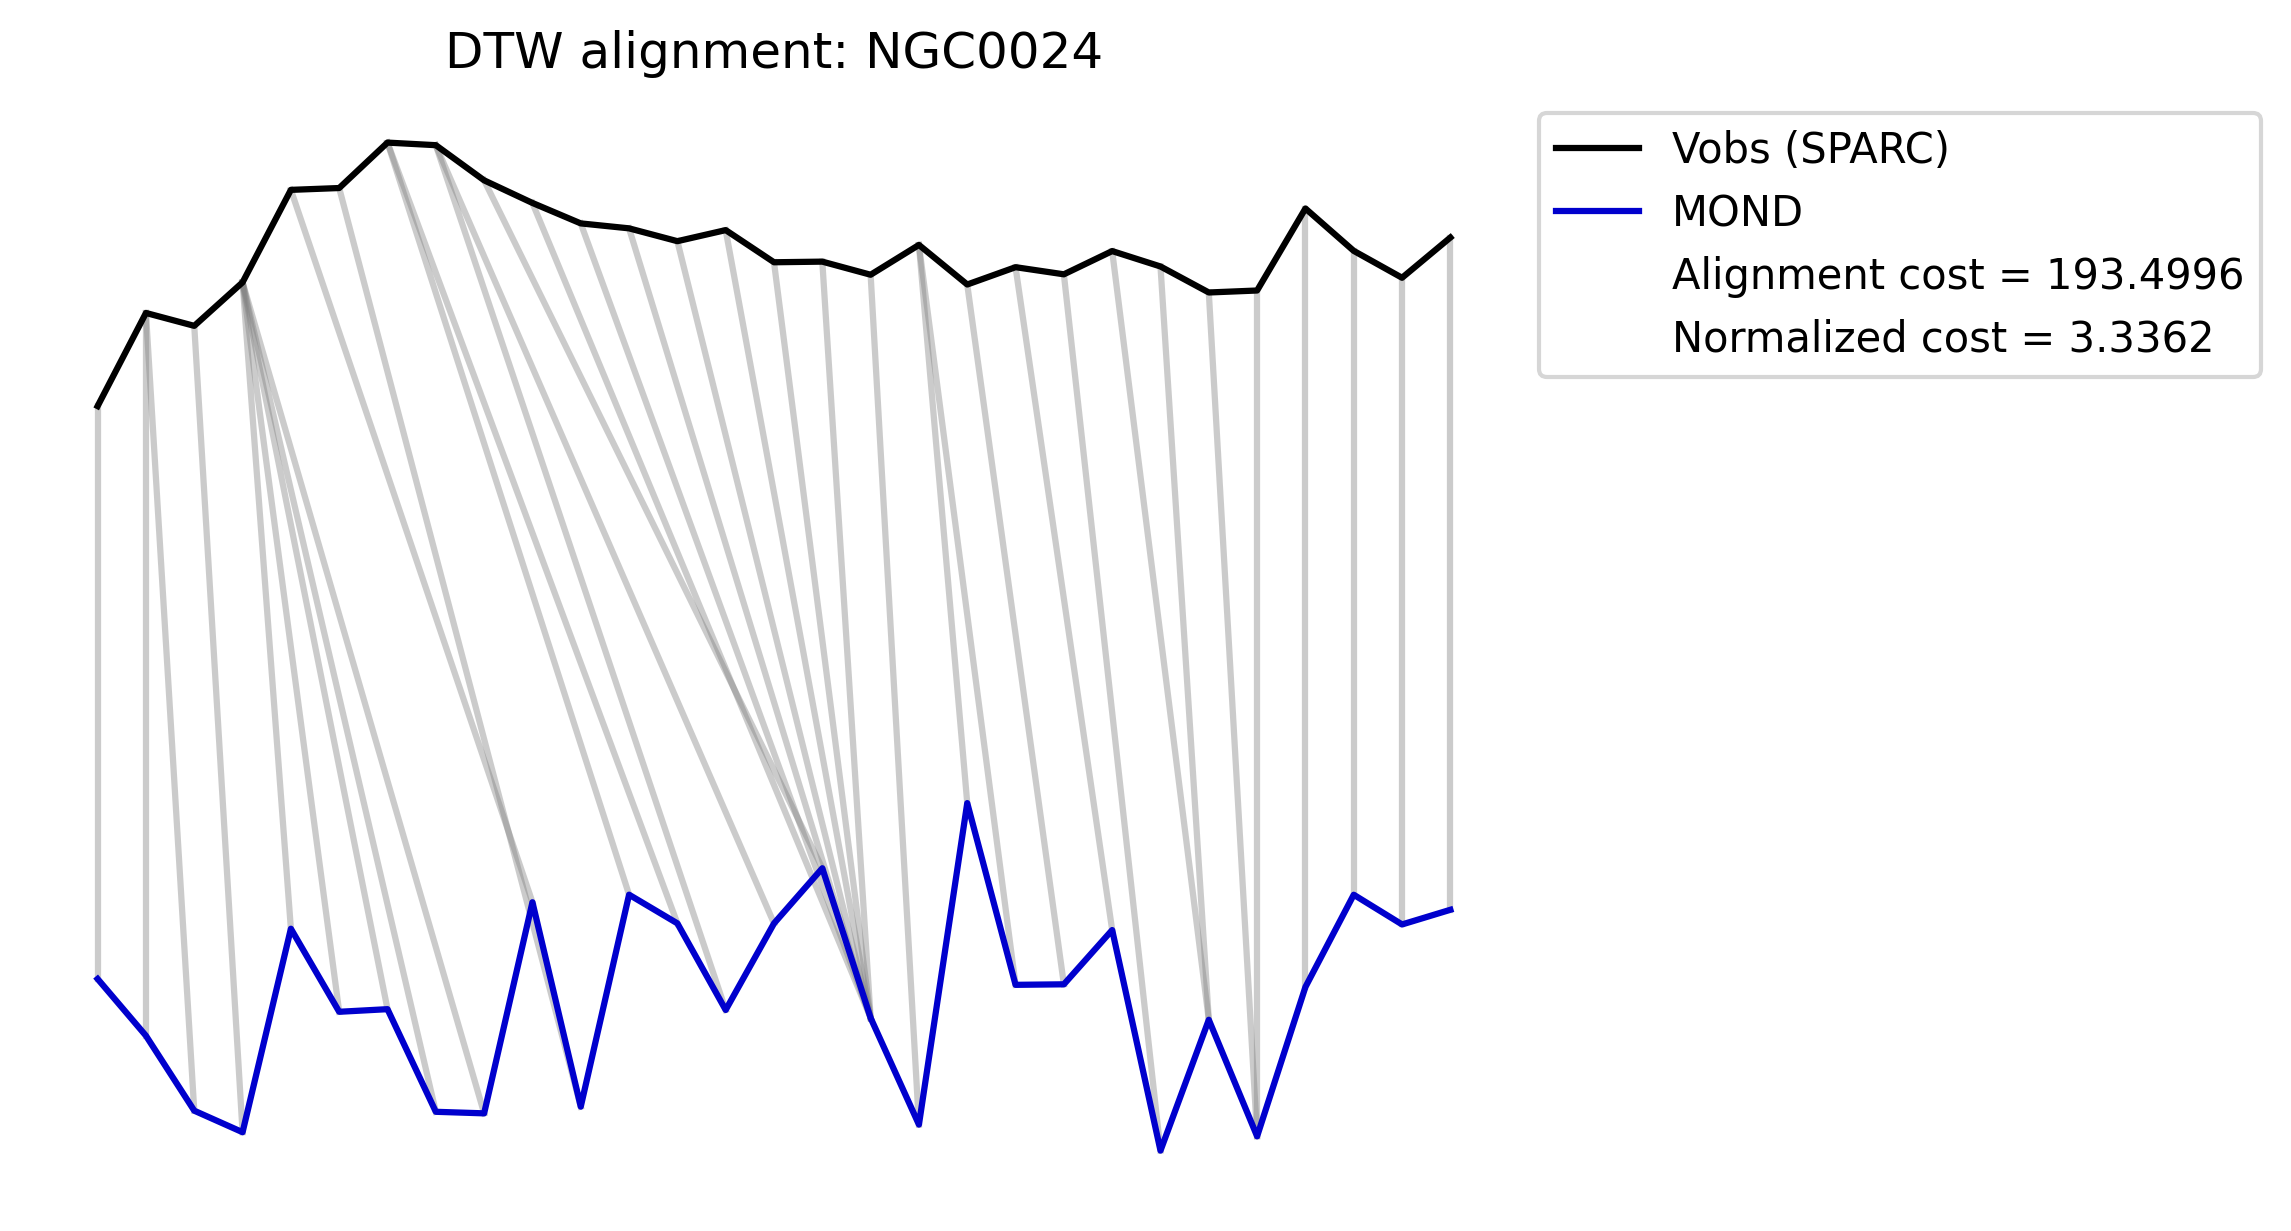 DTW alignment: NGC0024
Vobs (SPARC)
MOND
Alignment cost = 193.4996
Normalized cost = 3.3362